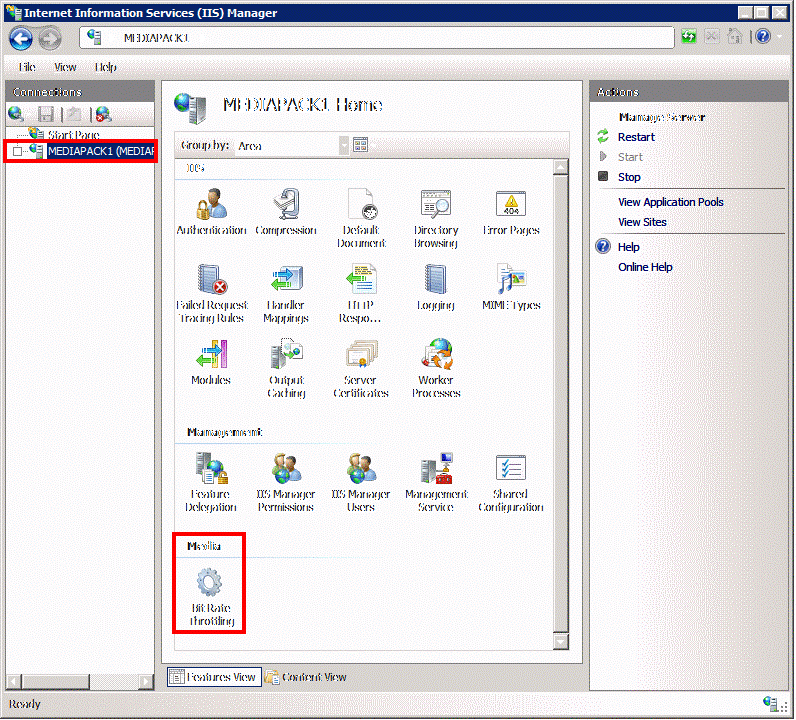 Internet Information Services (IIS) Manager
MEDIAPACK1
File View Help
Connections
Start Page
MEDIAPACK1 (MEDIAP
MEDIAPACK1 Home
Group by: Area
IIS
Authentication
Compression
Default Document
Directory Browsing
Error Pages
404
Failed Request Tracing Rules
Handler Mappings
HTTP Respo...
Logging
MIME Types
Modules
Output Caching
Server Certificates
Worker Processes
Management
Feature Delegation
IIS Manager Permissions
IIS Manager Users
Management Service
Shared Configuration
Media
Bit Rate Throttling
Features View
Content View
Actions
Manage Server
Restart
Start
Stop
View Application Pools
View Sites
Help
Online Help
Ready